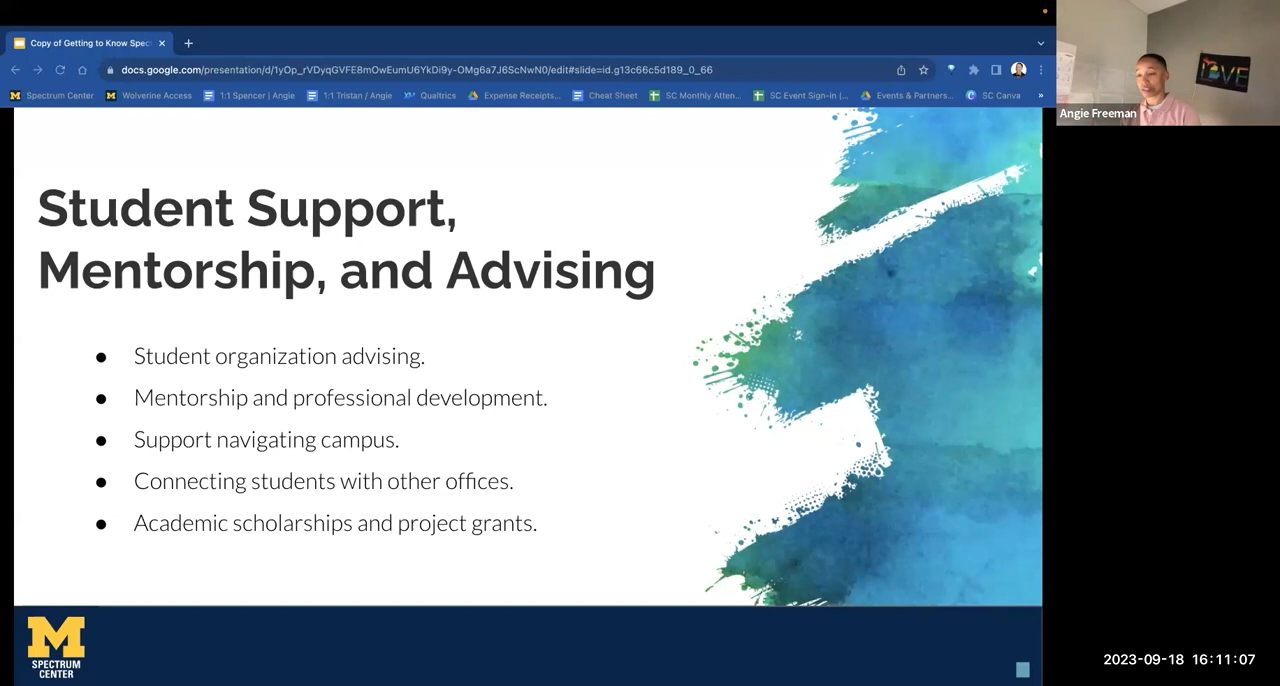 Copy of Getting to Know Spec
docs.google.com/presentation/d/1yOp_rVDyqGVFE8mOwEumU6YkDi9y-OMg6a7J6ScNwN0/edit#slide=id.g13c66c5d189_0_66
Spectrum Center
Wolverine Access
1:1 Spencer | Angie
1:1 Tristan / Angie
Qualtrics
Expense Receipts...
Cheat Sheet
SC Monthly Atten...
SC Event Sign-in (...
Events & Partners...
SC Canva
»
LOVE
Angie Freeman
Student Support,
Mentorship, and Advising
● Student organization advising.
● Mentorship and professional development.
● Support navigating campus.
● Connecting students with other offices.
● Academic scholarships and project grants.
M
SPECTRUM
CENTER
2023-09-18 16:11:07